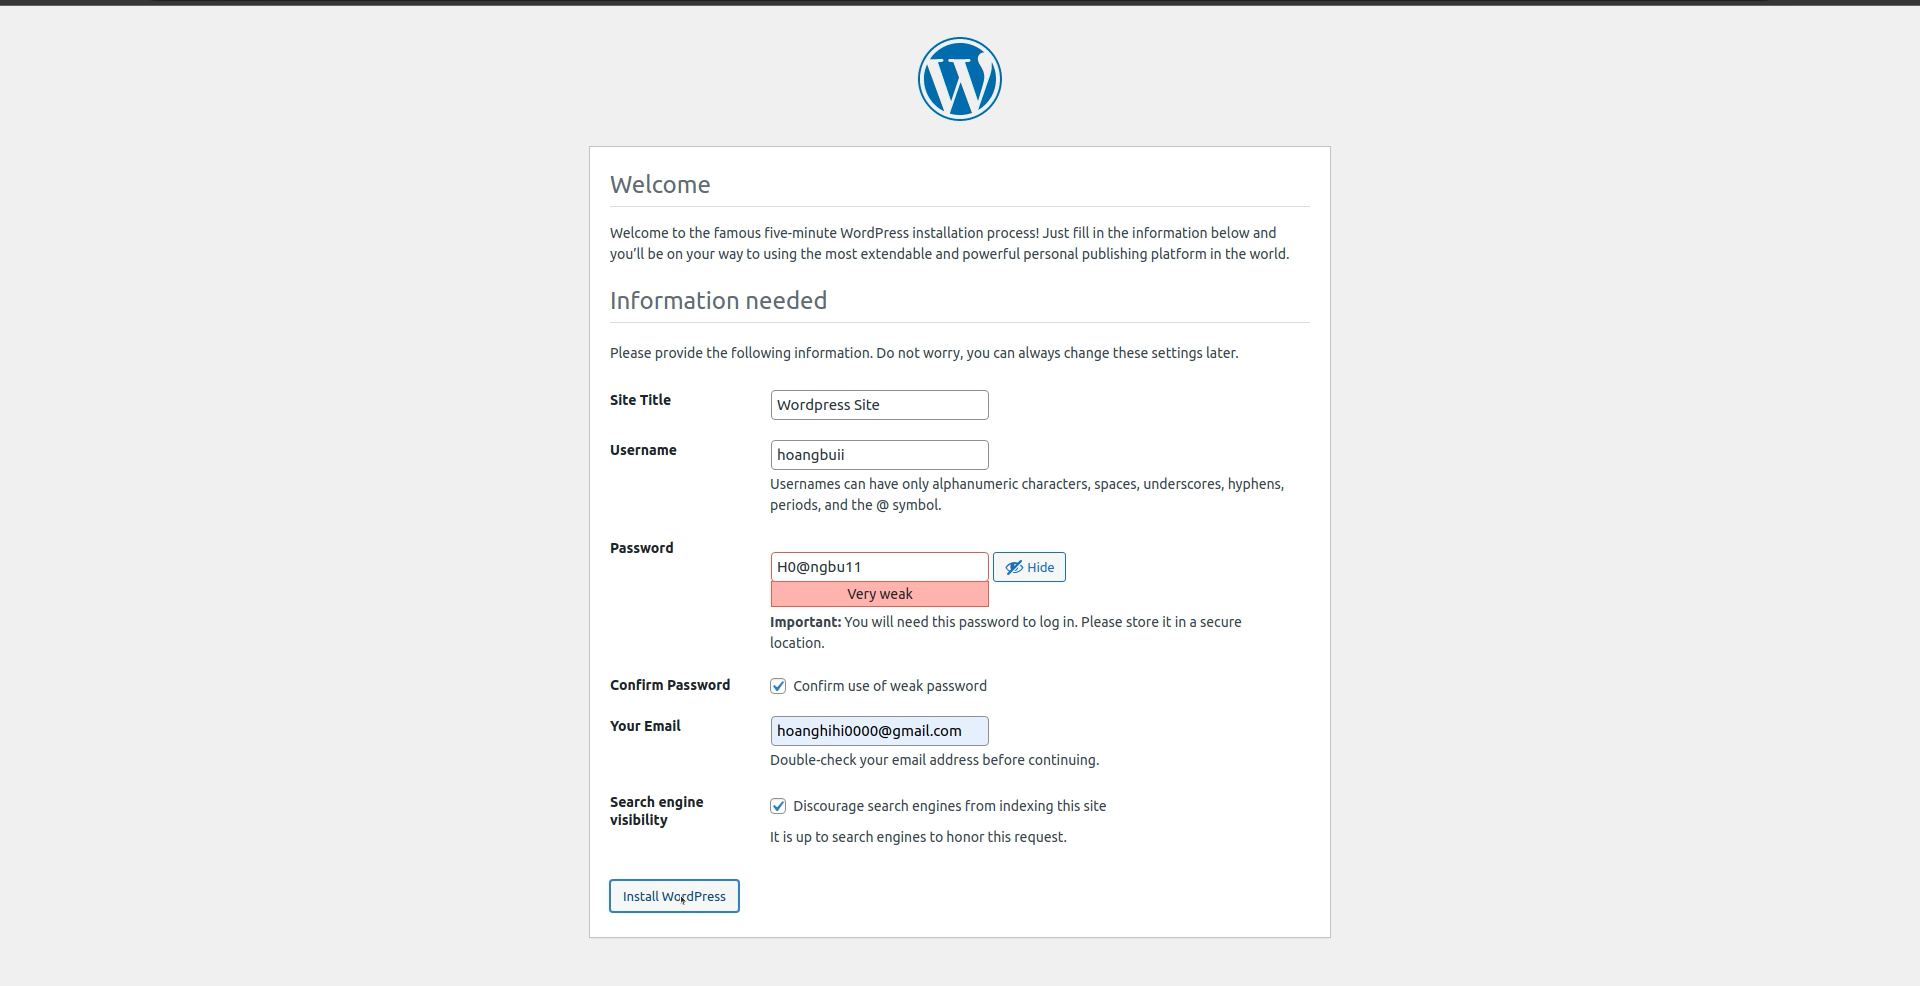 Welcome
Welcome to the famous five-minute WordPress installation process! Just fill in the information below and
you’ll be on your way to using the most extendable and powerful personal publishing platform in the world.
Information needed
Please provide the following information. Do not worry, you can always change these settings later.
Site Title
Wordpress Site
Username
hoangbuii
Usernames can have only alphanumeric characters, spaces, underscores, hyphens,
periods, and the @ symbol.
Password
H0@ngbu11
Hide
Very weak
Important: You will need this password to log in. Please store it in a secure
location.
Confirm Password
Confirm use of weak password
Your Email
hoanghihi0000@gmail.com
Double-check your email address before continuing.
Search engine
visibility
Discourage search engines from indexing this site
It is up to search engines to honor this request.
Install WordPress